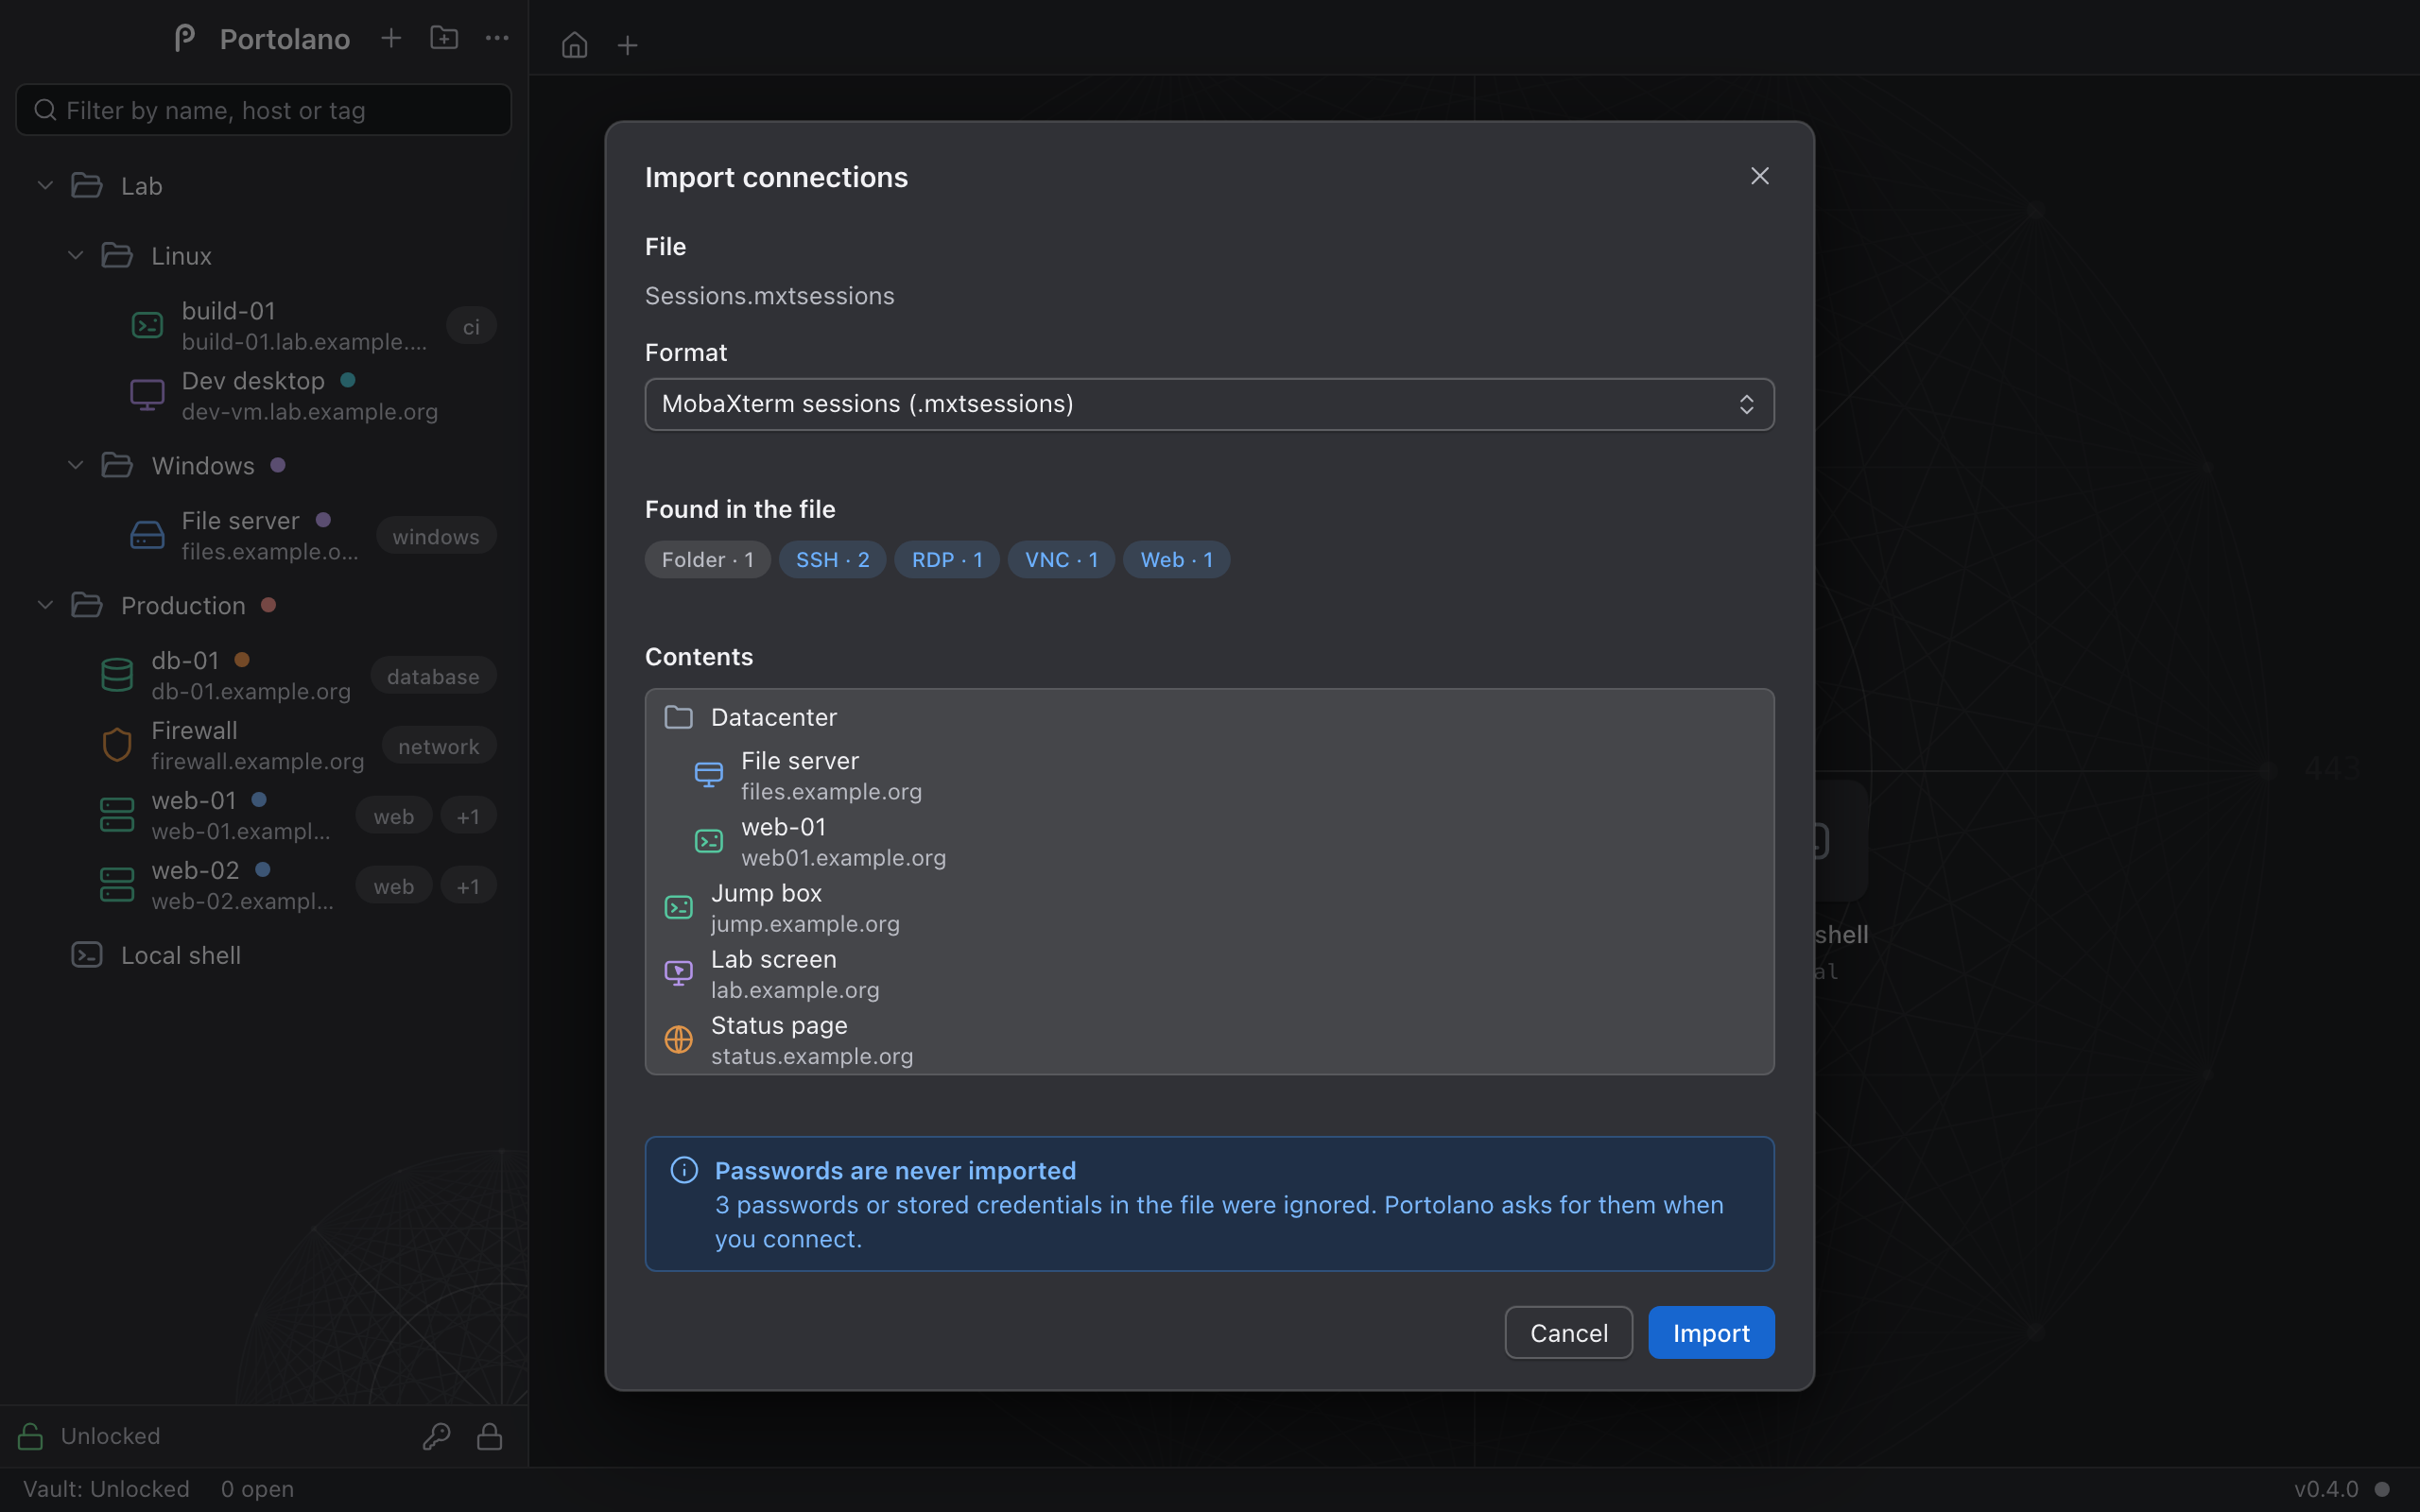 Portolano
Filter by name, host or tag
Lab
Linux
build-01
build-01.lab.example....
ci
Dev desktop
dev-vm.lab.example.org
Windows
File server
files.example.o...
windows
Production
db-01
db-01.example.org
database
Firewall
firewall.example.org
network
web-01
web-01.exampl...
web +1
web-02
web-02.exampl...
web +1
Local shell
Unlocked
Vault: Unlocked 0 open
Import connections
File
Sessions.mxtsessions
Format
MobaXterm sessions (.mxtsessions)
Found in the file
Folder · 1 SSH · 2 RDP · 1 VNC · 1 Web · 1
Contents
Datacenter
File server
files.example.org
web-01
web01.example.org
Jump box
jump.example.org
Lab screen
lab.example.org
Status page
status.example.org
Passwords are never imported
3 passwords or stored credentials in the file were ignored. Portolano asks for them when
you connect.
Cancel Import
443
shell
al
v0.4.0